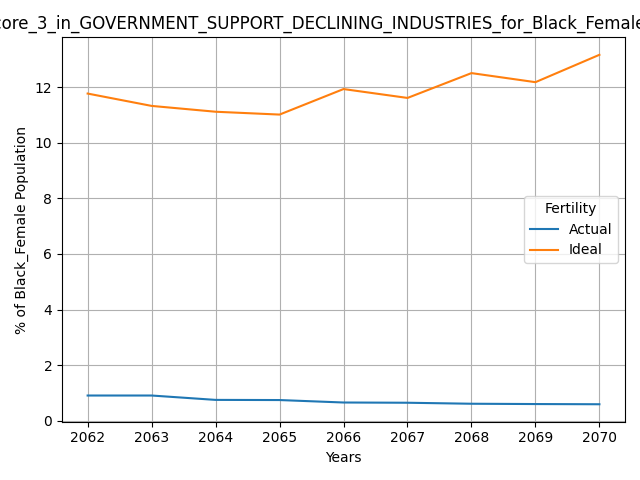 core_3_in_GOVERNMENT_SUPPORT_DECLINING_INDUSTRIES_for_Black_Female
12
10
8
6
4
2
0
% of Black_Female Population
Fertility
Actual
Ideal
2062 2063 2064 2065 2066 2067 2068 2069 2070
Years